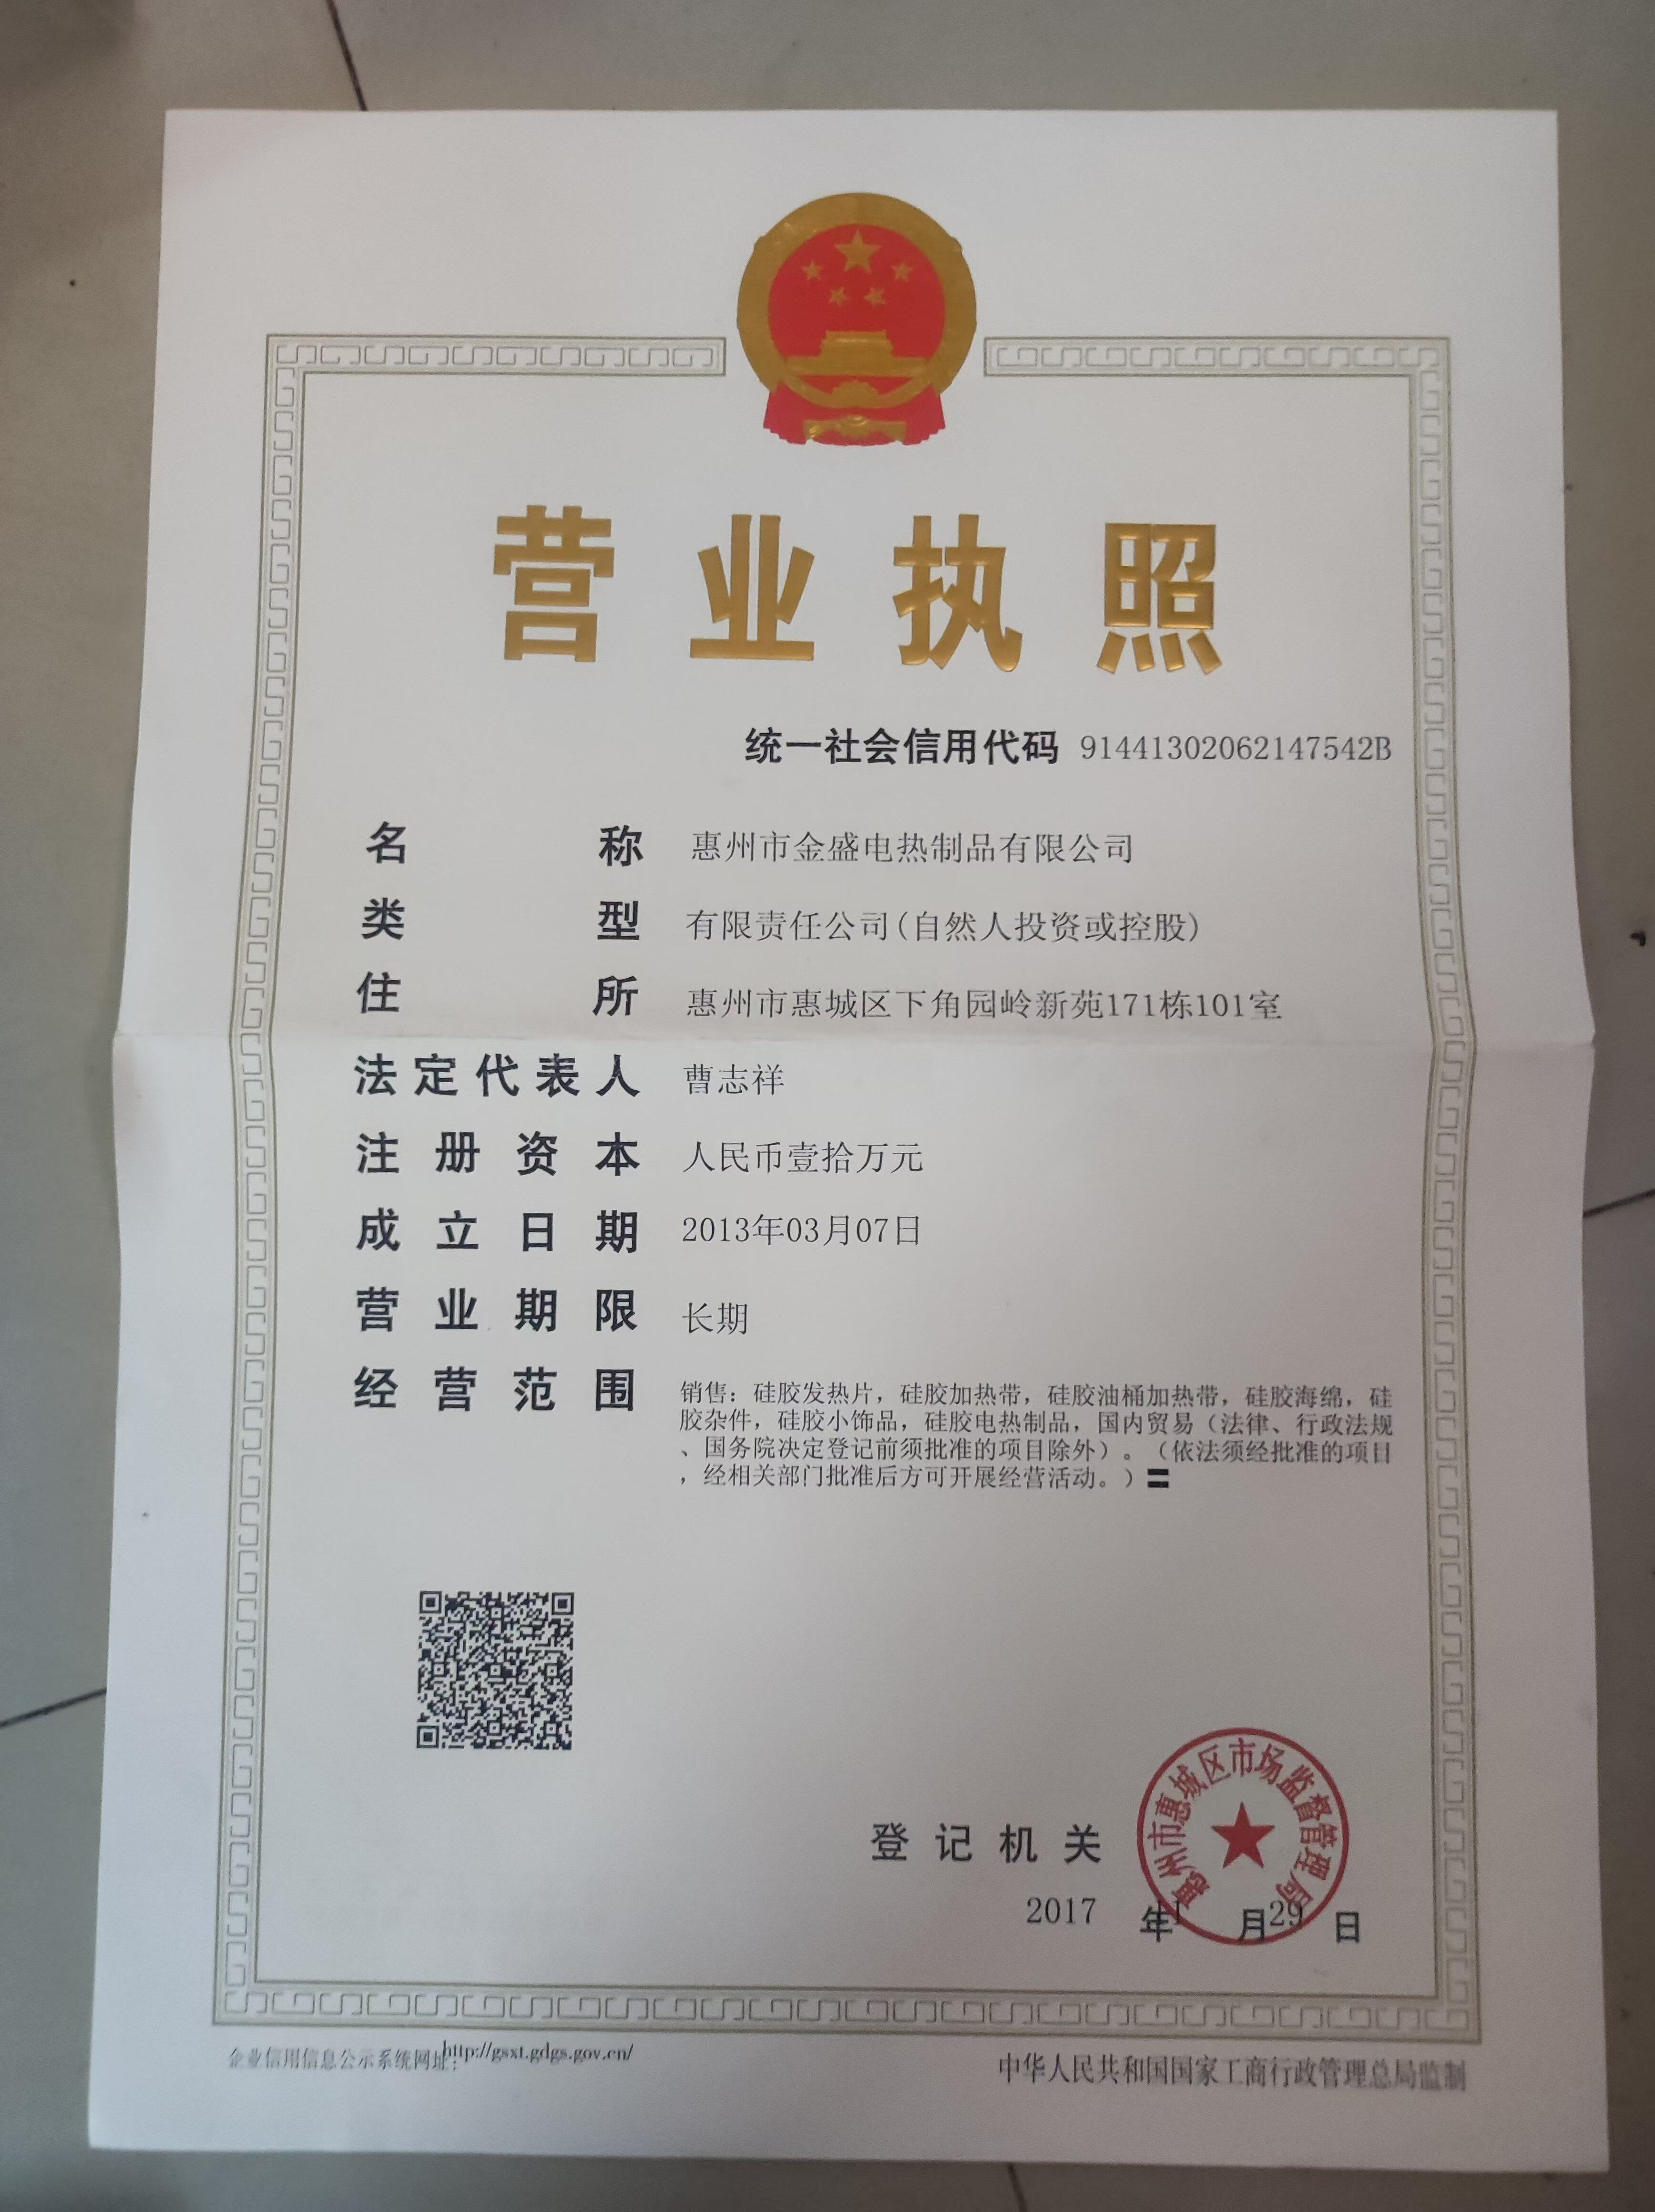 营业执照
统一社会信用代码 91441302062147542B
名称 惠州市金盛电热制品有限公司
类型 有限责任公司(自然人投资或控股)
住所 惠州市惠城区下角园岭新苑171栋101室
法定代表人 曹志祥
注册资本 人民币壹拾万元
成立日期 2013年03月07日
营业期限 长期
经营范围 销售：硅胶发热片，硅胶加热带，硅胶油桶加热带，硅胶海绵，硅
胶杂件，硅胶小饰品，硅胶电热制品，国内贸易（法律、行政法规
、国务院决定登记前须批准的项目除外）。（依法须经批准的项目
，经相关部门批准后方可开展经营活动。）〓
惠州市惠城区市场监督管理局
登记机关
2017年11月29日
企业信用信息公示系统网址：http://gsxt.gdgs.gov.cn/
中华人民共和国国家工商行政管理总局监制